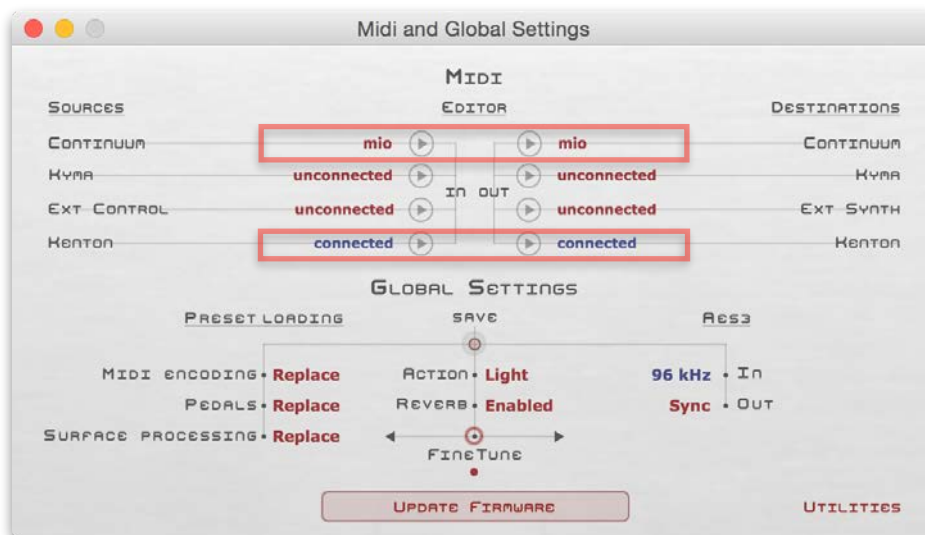 Midi and Global Settings
Midi
Sources Editor Destinations
Continuum mio mio Continuum
Kyma unconnected unconnected Kyma
In Out
Ext Control unconnected unconnected Ext Synth
Kenton connected connected Kenton
Global Settings
Preset loading save Aes3
Midi encoding Replace Action Light 96 kHz In
Pedals Replace Reverb Enabled Sync Out
Surface processing Replace
FineTune
Update Firmware Utilities